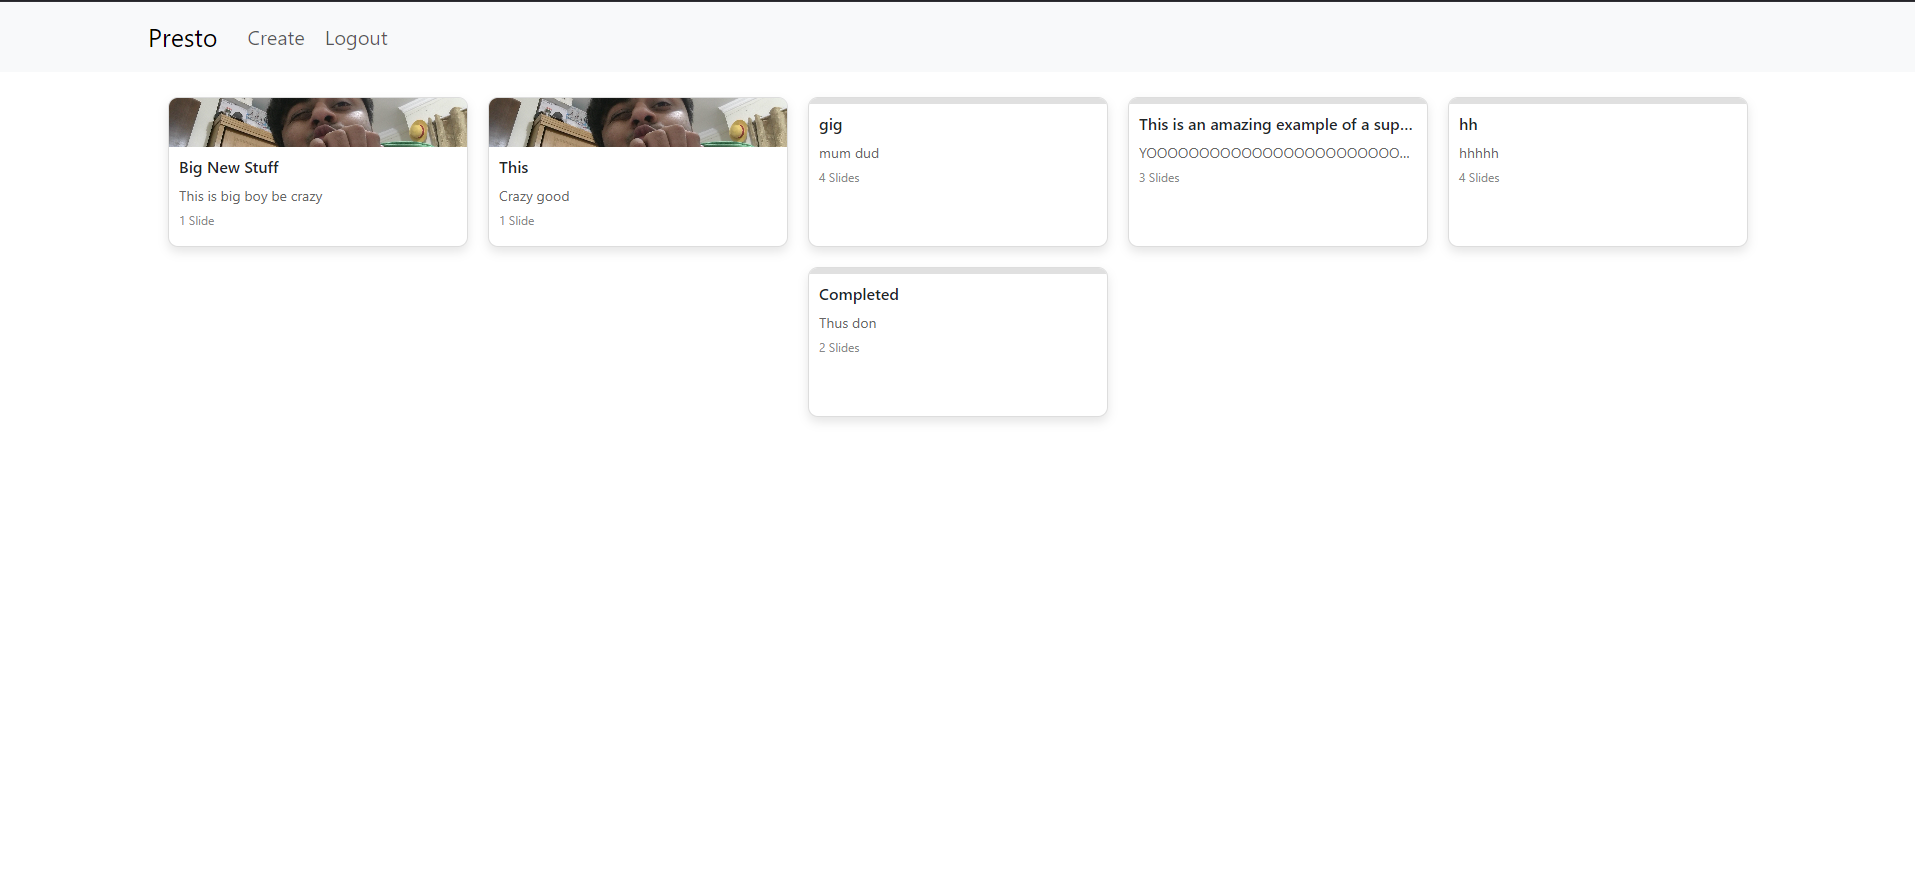 Presto Create Logout
Big New Stuff
This is big boy be crazy
1 Slide
This
Crazy good
1 Slide
gig
mum dud
4 Slides
This is an amazing example of a sup...
YOOOOOOOOOOOOOOOOOOOOOOOO...
3 Slides
hh
hhhhh
4 Slides
Completed
Thus don
2 Slides